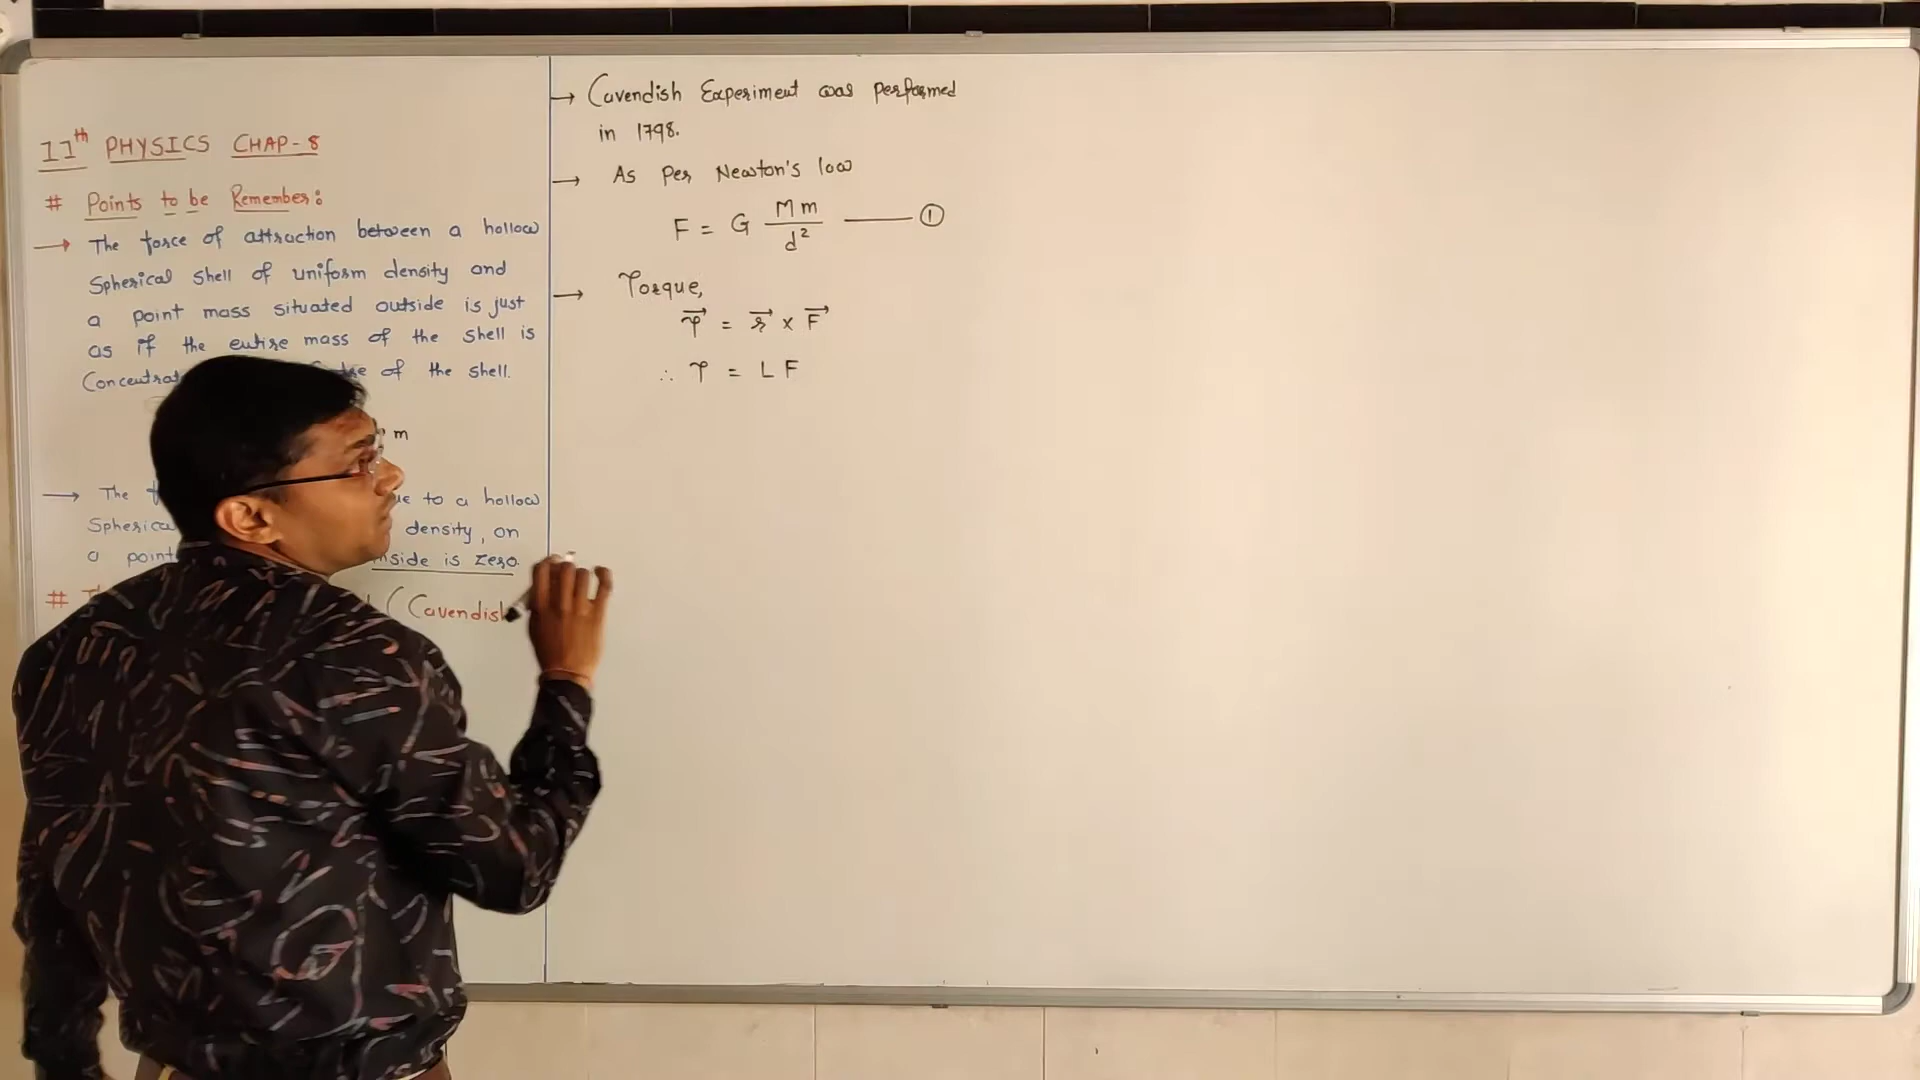 11th PHYSICS CHAP-8
# Points to be Remember:
→ The force of attraction between a hollow
Spherical shell of uniform density and
a point mass situated outside is just
as if the entire mass of the shell is
Concentrat of the shell.
m
→ The to a hollow
Spherica density, on
a point inside is zero.
# (Cavendish
→ Cavendish Experiment was performed
in 1798.
→ As Per Newton's law
F = G Mm/d² —— ①
→ Torque,
τ⃗ = r⃗ × F⃗
∴ τ = L F